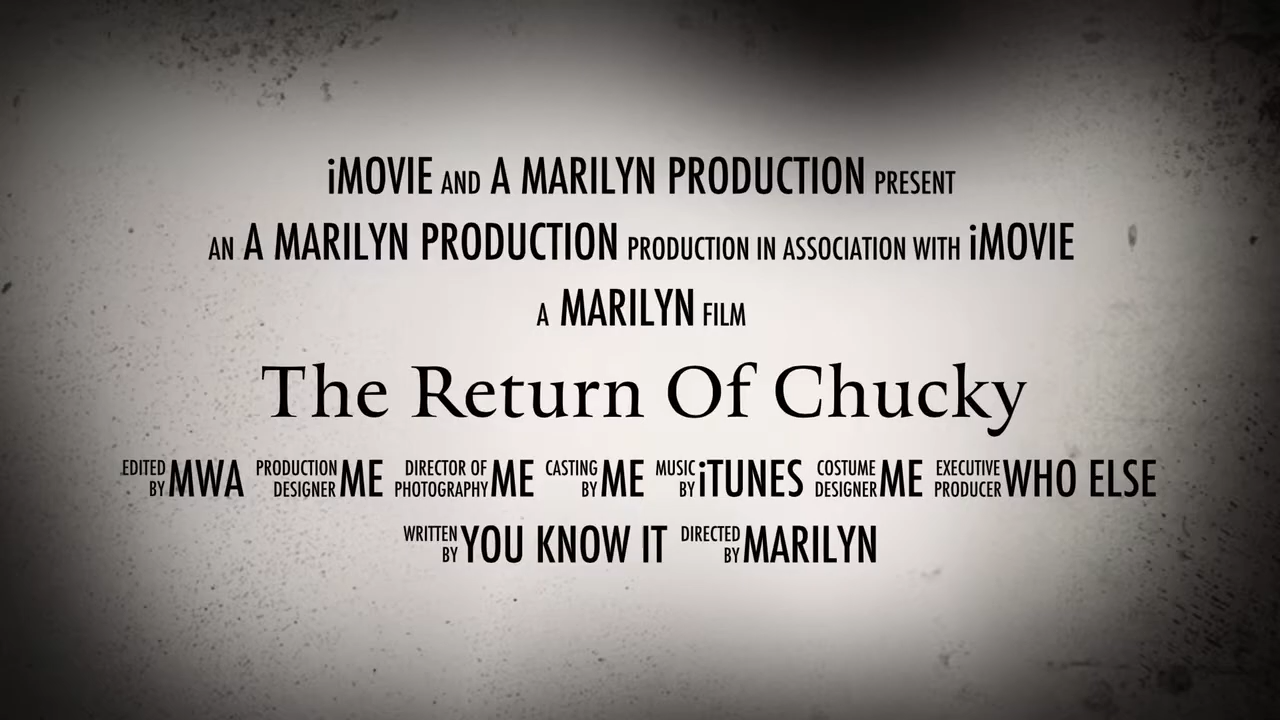 iMOVIE AND A MARILYN PRODUCTION PRESENT
AN A MARILYN PRODUCTION PRODUCTION IN ASSOCIATION WITH iMOVIE
A MARILYN FILM
The Return Of Chucky
EDITED BY MWA PRODUCTION DESIGNER ME DIRECTOR OF PHOTOGRAPHY ME CASTING BY ME MUSIC BY iTUNES COSTUME DESIGNER ME EXECUTIVE PRODUCER WHO ELSE
WRITTEN BY YOU KNOW IT DIRECTED BY MARILYN